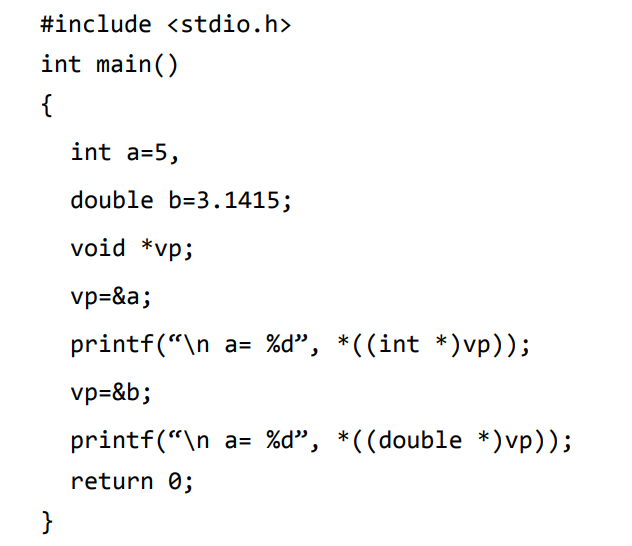 #include <stdio.h>
int main()
{
int a=5,
double b=3.1415;
void *vp;
vp=&a;
printf(“\n a= %d”, *((int *)vp));
vp=&b;
printf(“\n a= %d”, *((double *)vp));
return 0;
}